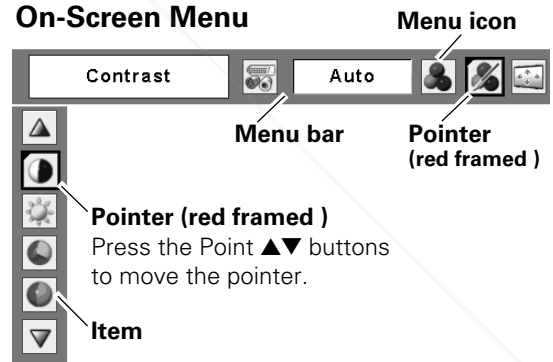 On-Screen Menu
Menu icon
Contrast
Auto
Menu bar
Pointer
(red framed )
Pointer (red framed )
Press the Point ▲▼ buttons
to move the pointer.
Item